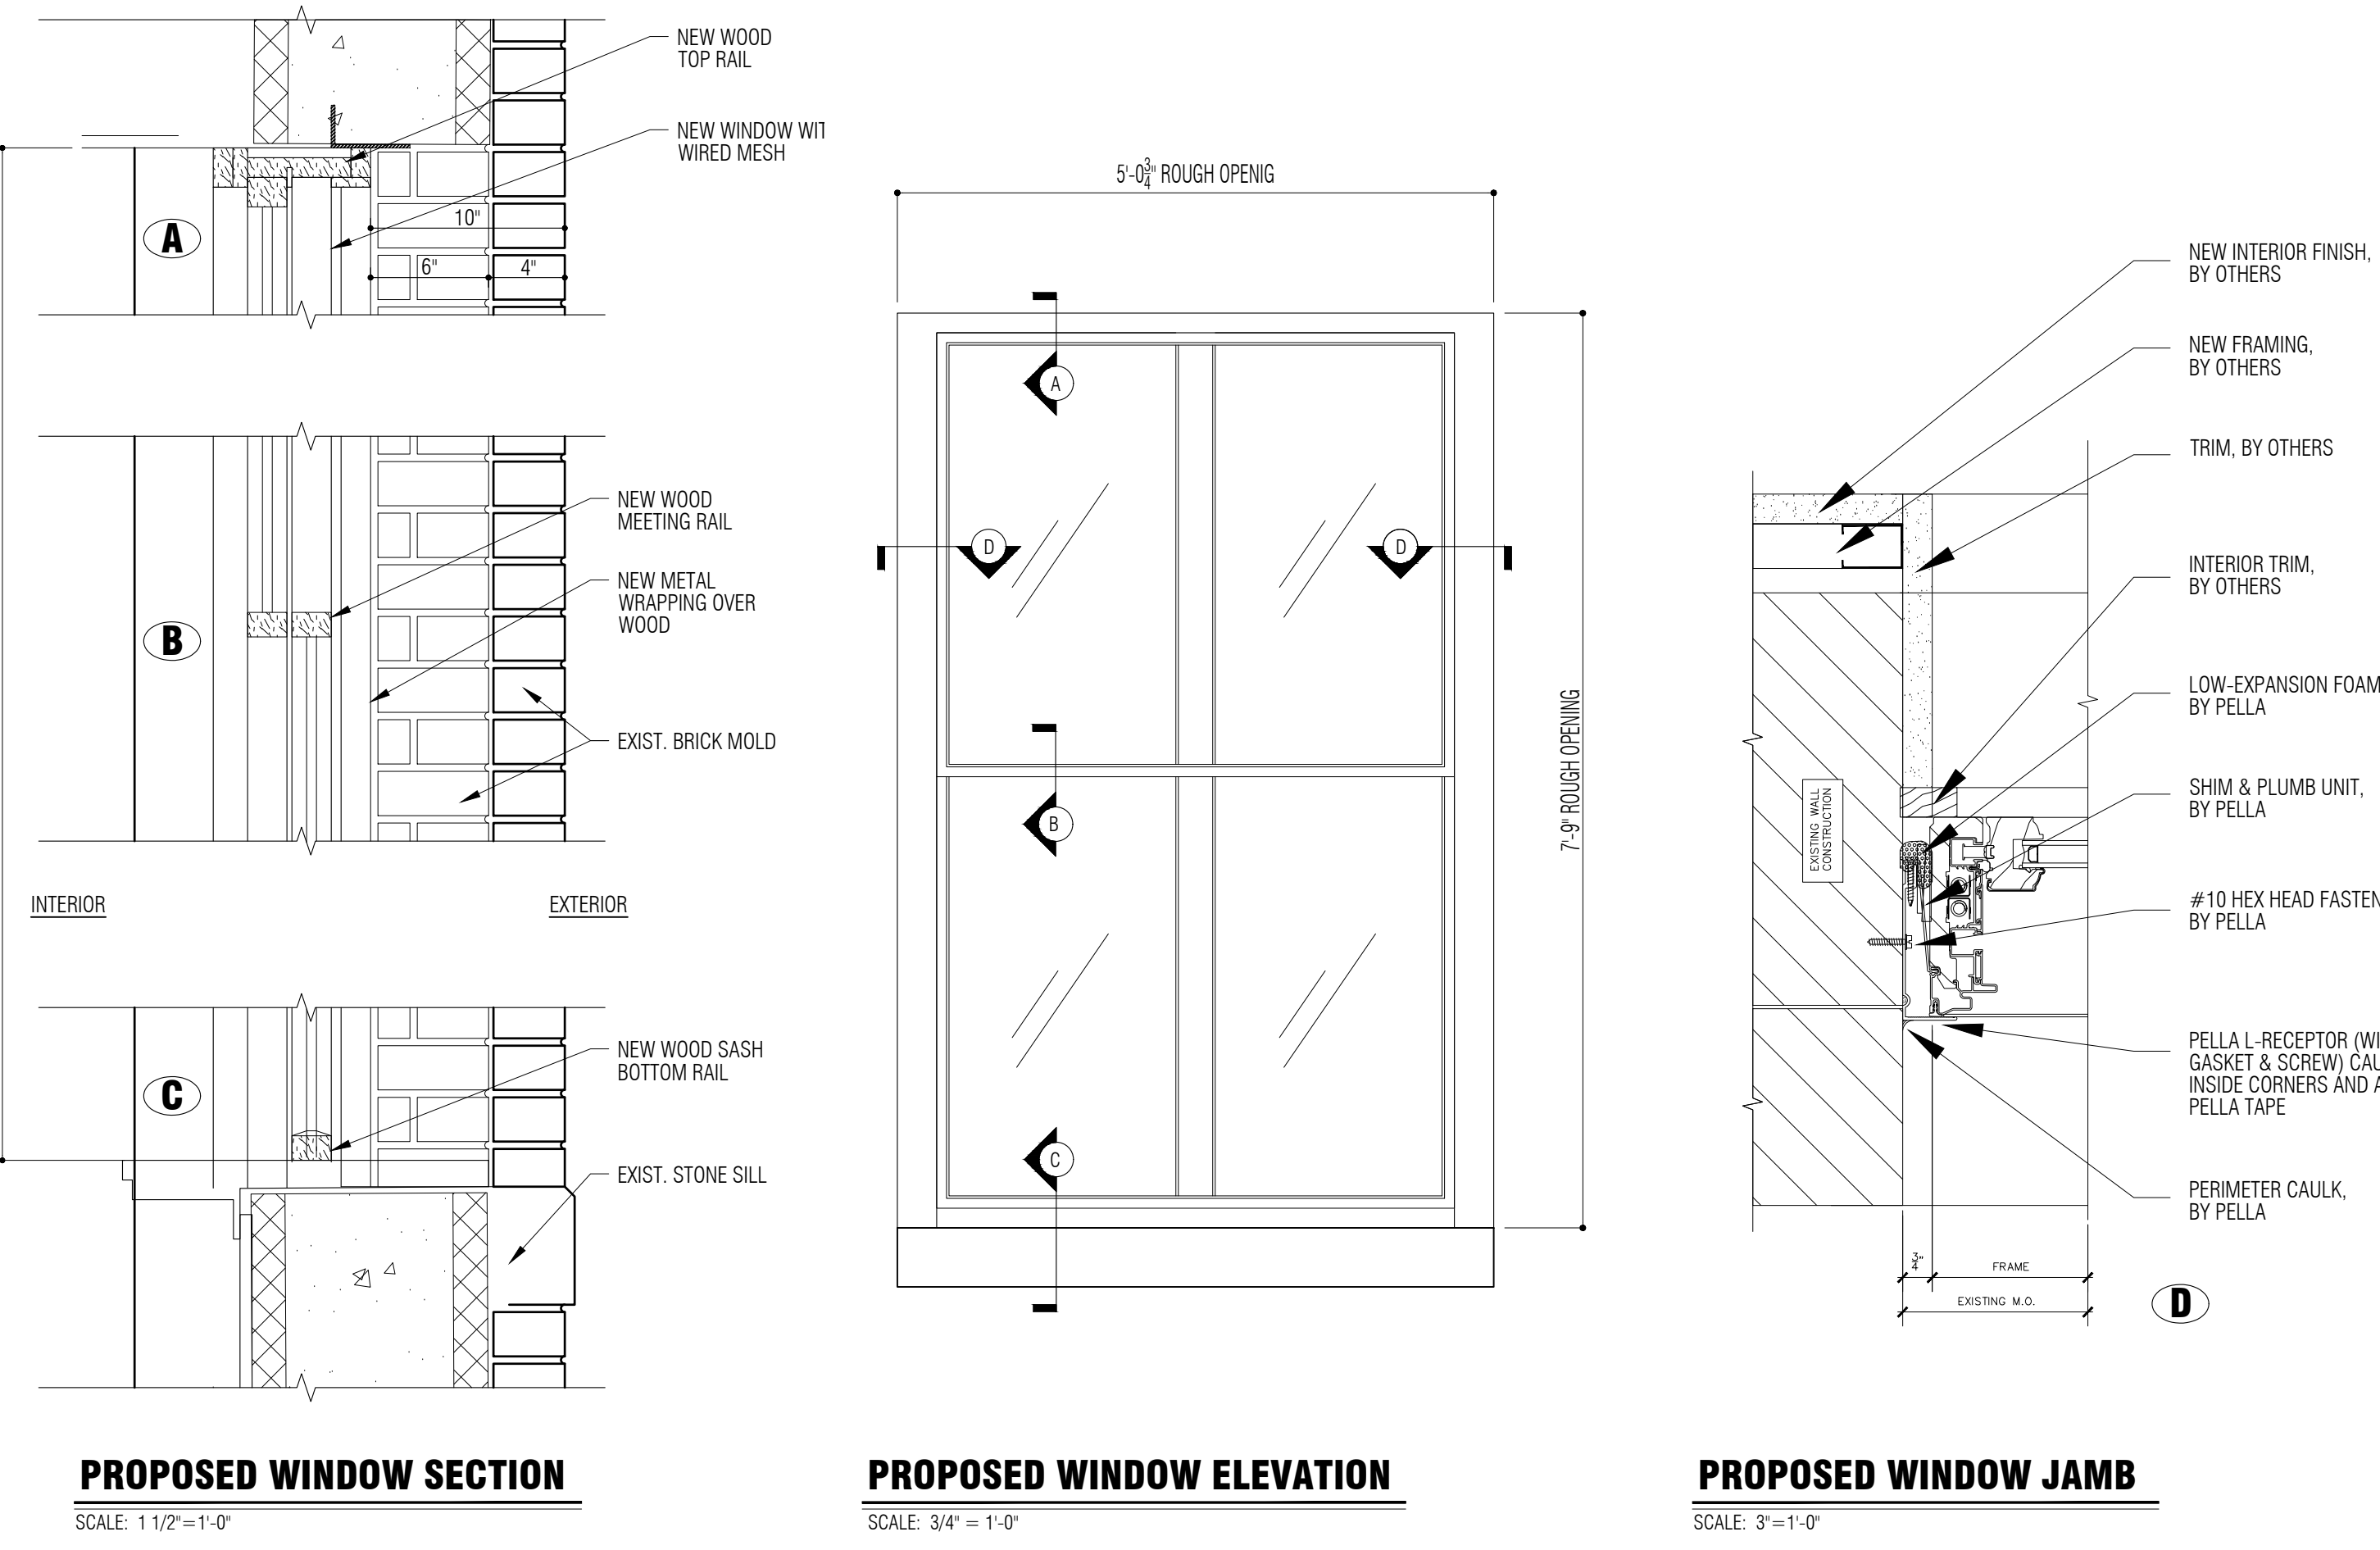 NEW WOOD
TOP RAIL
NEW WINDOW WIT
WIRED MESH
10"
6"
4"
A
NEW WOOD
MEETING RAIL
NEW METAL
WRAPPING OVER
WOOD
B
EXIST. BRICK MOLD
INTERIOR
EXTERIOR
NEW WOOD SASH
BOTTOM RAIL
C
EXIST. STONE SILL
PROPOSED WINDOW SECTION
SCALE: 1 1/2"=1'-0"
5'-0 3/4" ROUGH OPENIG
A
D
D
B
C
7'-9" ROUGH OPENING
PROPOSED WINDOW ELEVATION
SCALE: 3/4" = 1'-0"
NEW INTERIOR FINISH,
BY OTHERS
NEW FRAMING,
BY OTHERS
TRIM, BY OTHERS
INTERIOR TRIM,
BY OTHERS
LOW-EXPANSION FOAM
BY PELLA
EXISTING WALL
CONSTRUCTION
SHIM & PLUMB UNIT,
BY PELLA
#10 HEX HEAD FASTEN
BY PELLA
PELLA L-RECEPTOR (WI
GASKET & SCREW) CAU
INSIDE CORNERS AND A
PELLA TAPE
PERIMETER CAULK,
BY PELLA
3/4"
FRAME
EXISTING M.O.
D
PROPOSED WINDOW JAMB
SCALE: 3"=1'-0"